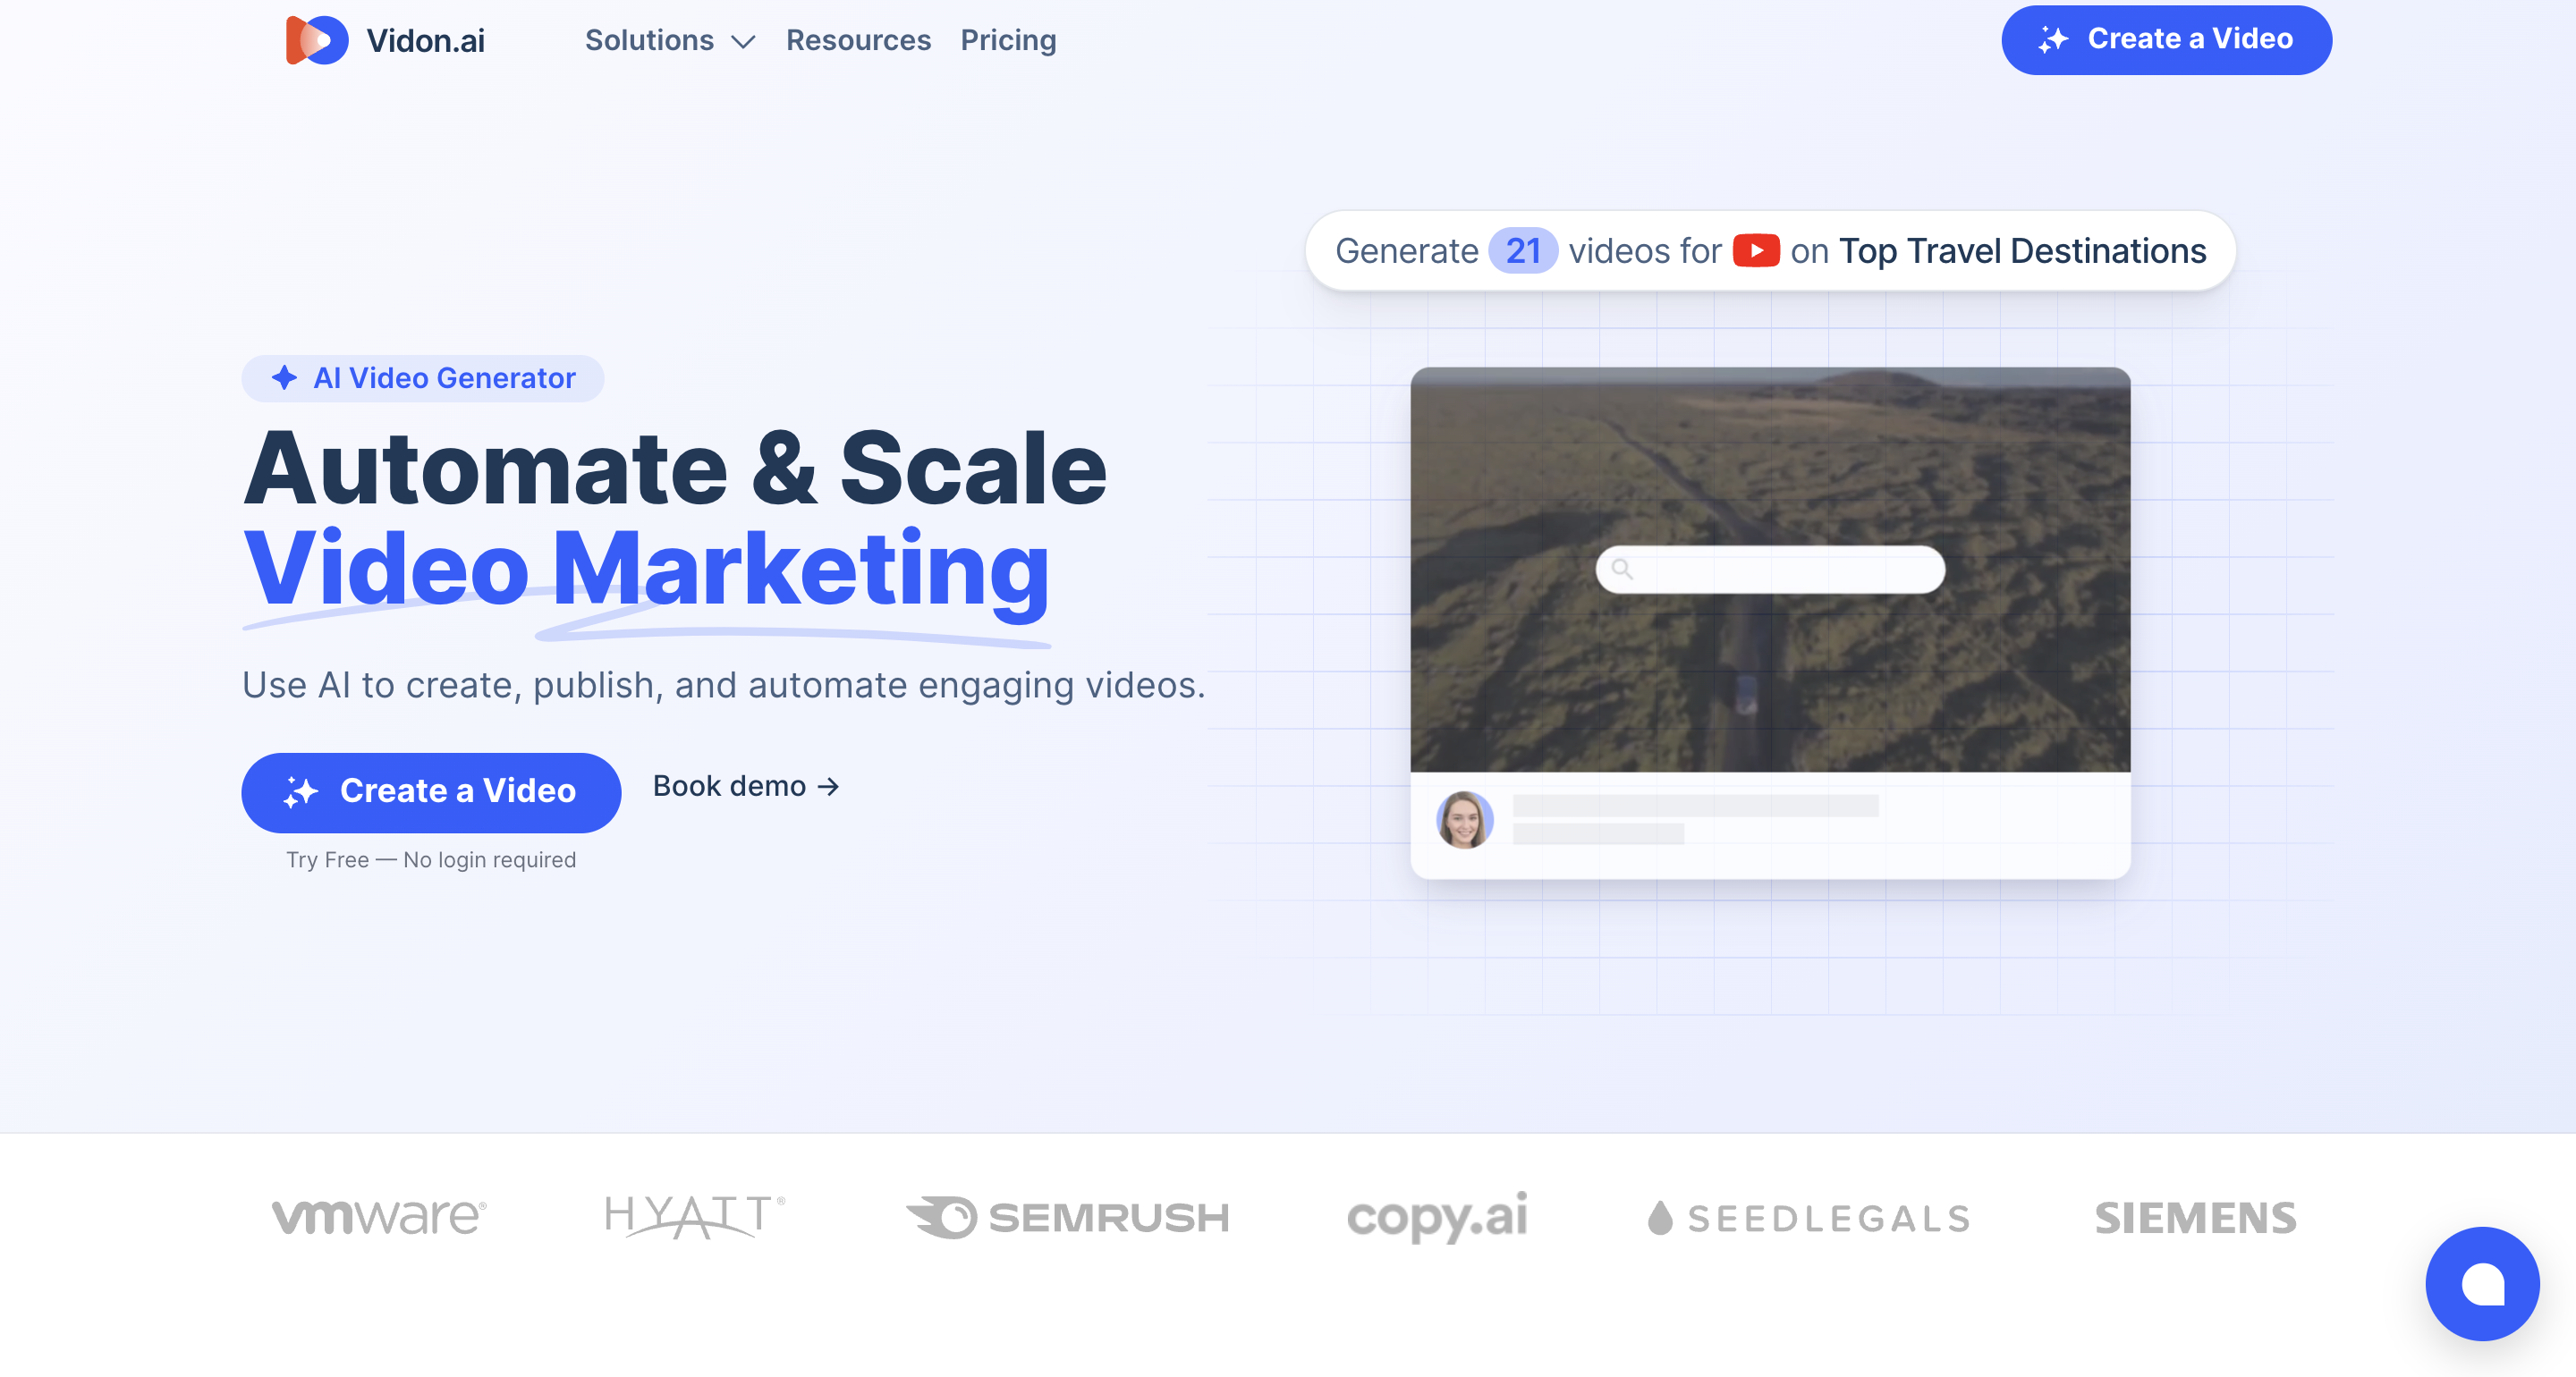 Vidon.ai
Solutions
Resources
Pricing
Create a Video
Generate 21 videos for on Top Travel Destinations
AI Video Generator
Automate & Scale
Video Marketing
Use AI to create, publish, and automate engaging videos.
Create a Video
Book demo →
Try Free — No login required
vmware®
HYATT®
SEMRUSH
copy.ai
SEEDLEGALS
SIEMENS